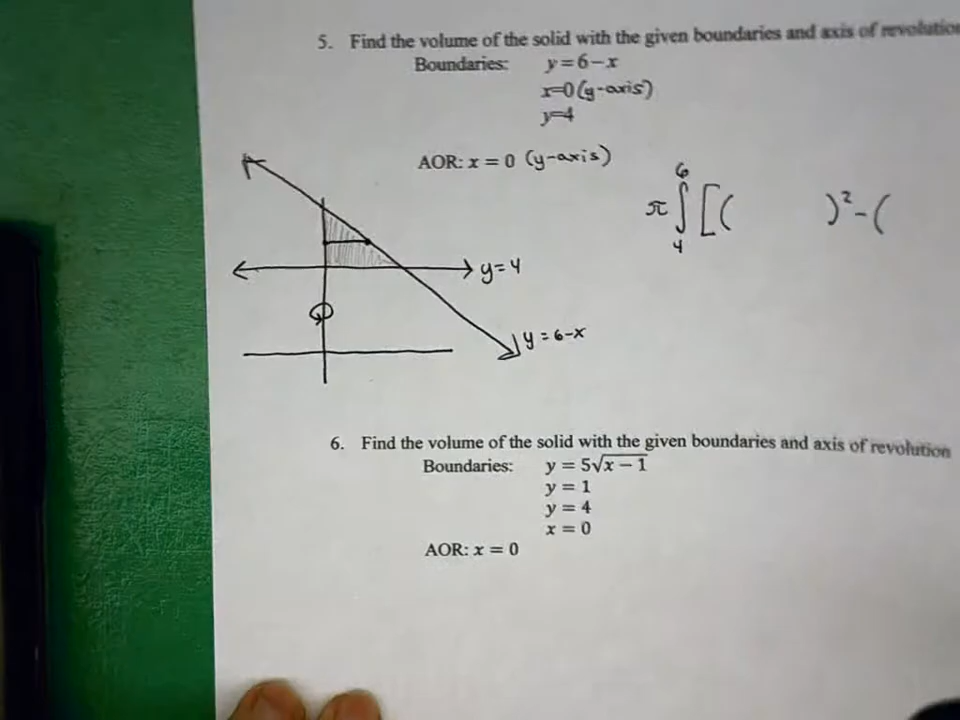 5. Find the volume of the solid with the given boundaries and axis of revolution
Boundaries: y = 6 − x
x=0 (y-axis)
y=4
AOR: x = 0 (y-axis)
π ∫₄⁶ [( )² - (
y = 4
y = 6-x
6. Find the volume of the solid with the given boundaries and axis of revolution
Boundaries: y = 5√x − 1
y = 1
y = 4
x = 0
AOR: x = 0